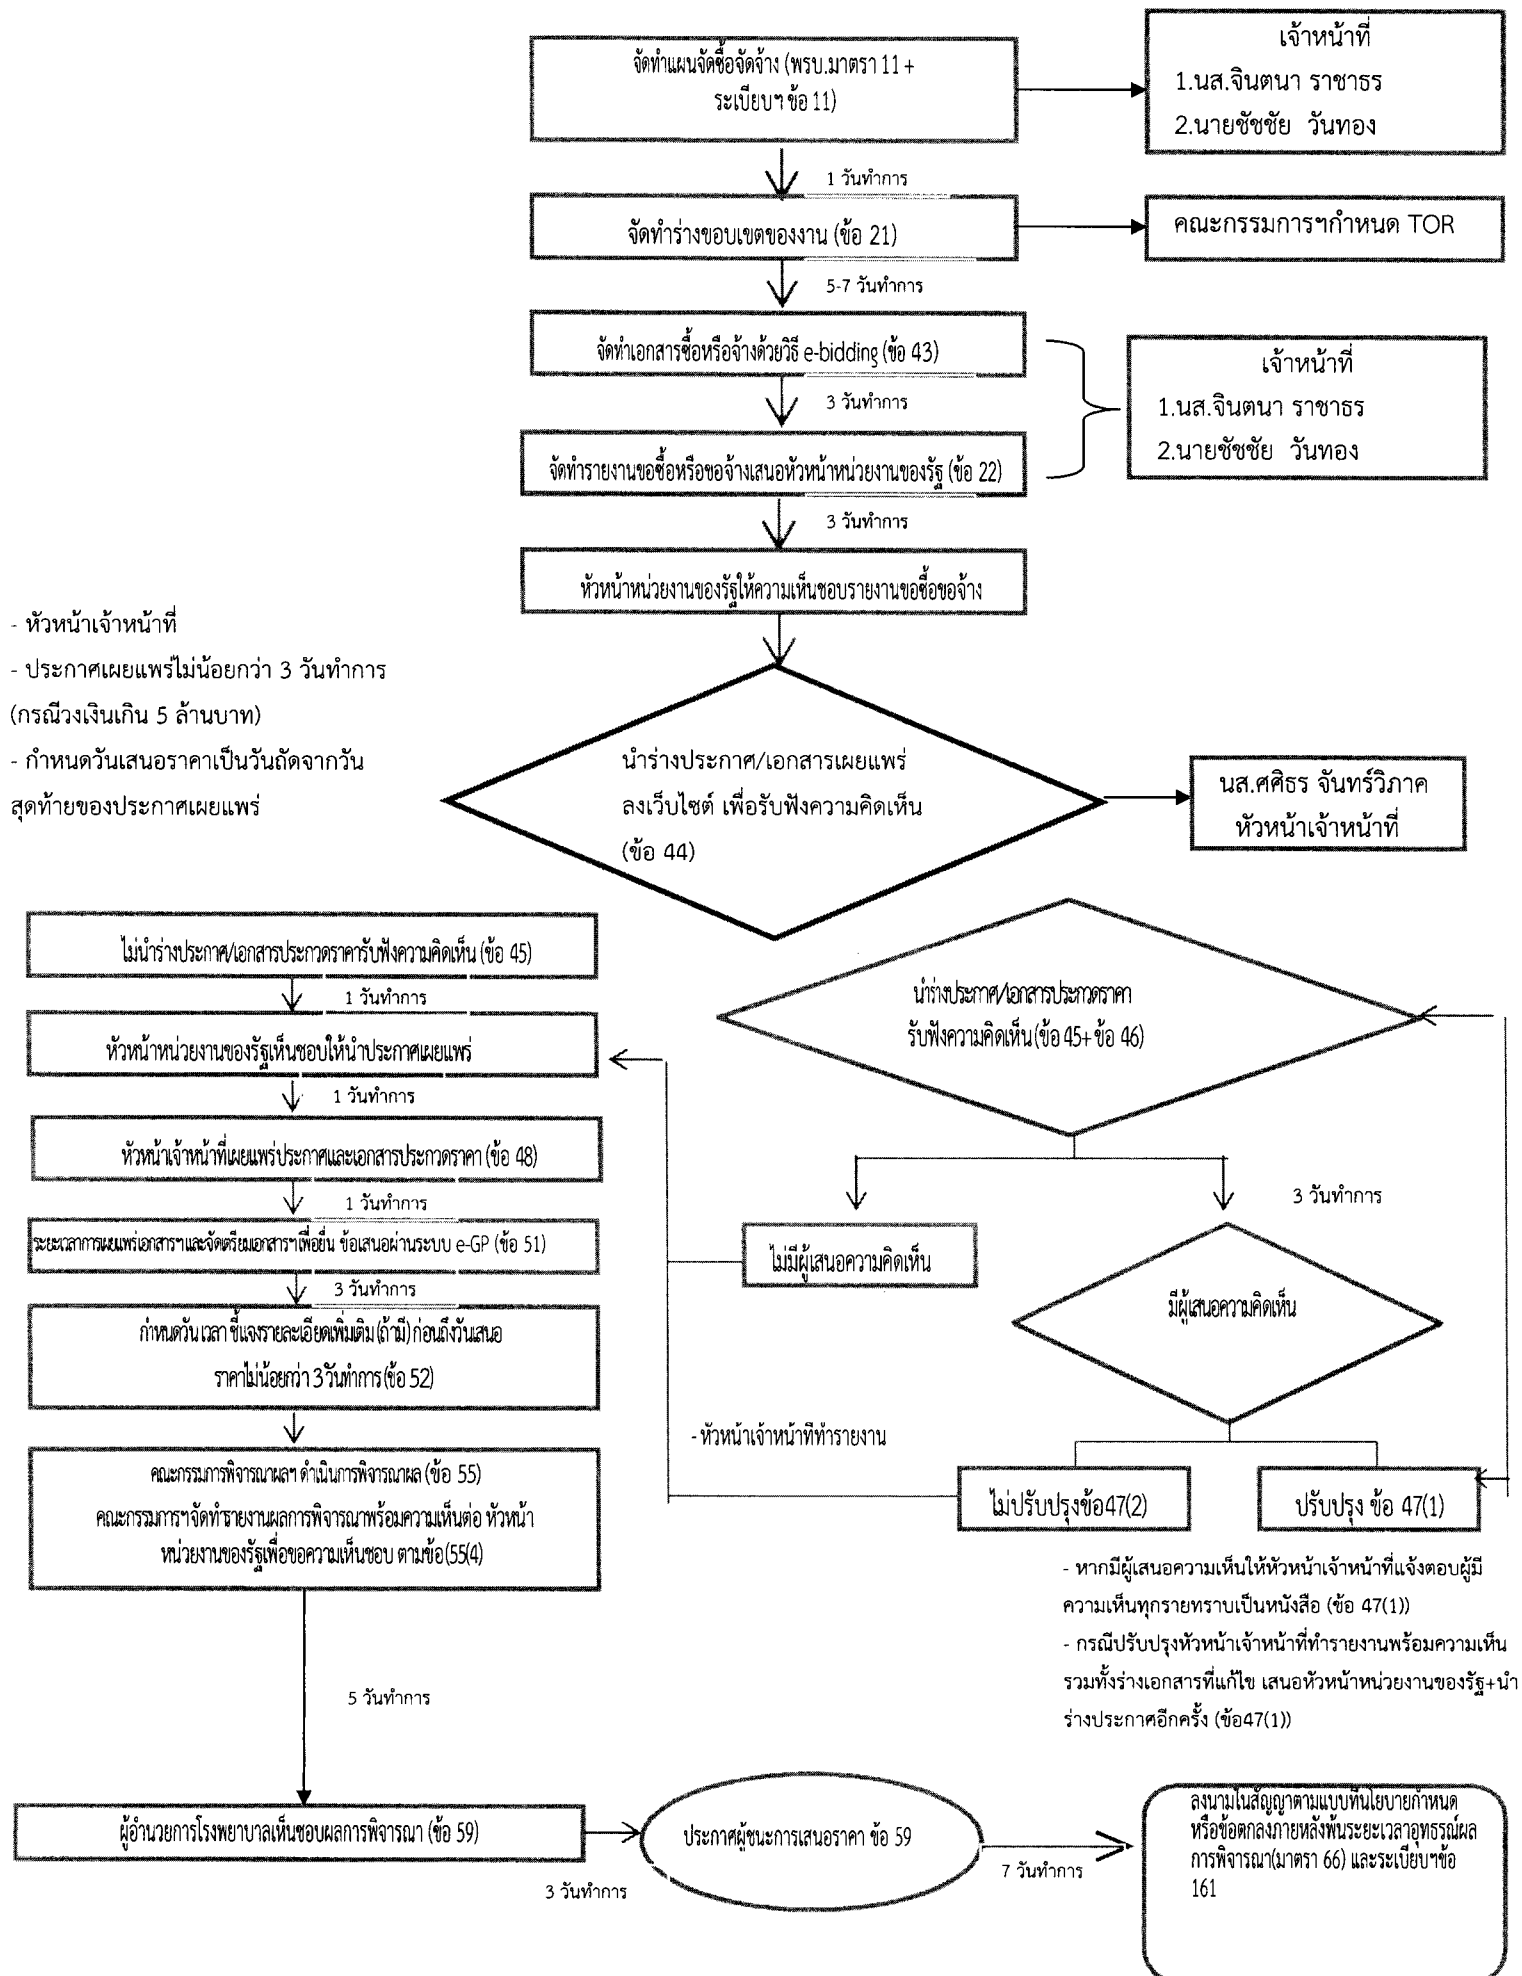 จัดทำแผนจัดซื้อจัดจ้าง (พรบ.มาตรา 11 +
ระเบียบฯ ข้อ 11)
เจ้าหน้าที่
1.นส.จินตนา ราชาธร
2.นายชัชชัย วันทอง
1 วันทำการ
จัดทำร่างขอบเขตของงาน (ข้อ 21)
คณะกรรมการฯกำหนด TOR
5-7 วันทำการ
จัดทำเอกสารซื้อหรือจ้างด้วยวิธี e-bidding (ข้อ 43)
3 วันทำการ
เจ้าหน้าที่
1.นส.จินตนา ราชาธร
2.นายชัชชัย วันทอง
จัดทำรายงานขอซื้อหรือขอจ้างเสนอหัวหน้าหน่วยงานของรัฐ (ข้อ 22)
3 วันทำการ
หัวหน้าหน่วยงานของรัฐให้ความเห็นชอบรายงานขอซื้อขอจ้าง
- หัวหน้าเจ้าหน้าที่
- ประกาศเผยแพร่ไม่น้อยกว่า 3 วันทำการ
(กรณีวงเงินเกิน 5 ล้านบาท)
- กำหนดวันเสนอราคาเป็นวันถัดจากวัน
สุดท้ายของประกาศเผยแพร่
นำร่างประกาศ/เอกสารเผยแพร่
ลงเว็บไซต์ เพื่อรับฟังความคิดเห็น
(ข้อ 44)
นส.ศศิธร จันทร์วิภาค
หัวหน้าเจ้าหน้าที่
ไม่นำร่างประกาศ/เอกสารประกวดราคารับฟังความคิดเห็น (ข้อ 45)
1 วันทำการ
หัวหน้าหน่วยงานของรัฐเห็นชอบให้นำประกาศเผยแพร่
1 วันทำการ
หัวหน้าเจ้าหน้าที่เผยแพร่ประกาศและเอกสารประกวดราคา (ข้อ 48)
1 วันทำการ
ระยะเวลาการเผยแพร่เอกสารฯและจัดเตรียมเอกสารฯเพื่อยื่น ข้อเสนอผ่านระบบ e-GP (ข้อ 51)
3 วันทำการ
กำหนดวัน เวลา ชี้แจงรายละเอียดเพิ่มเติม (ถ้ามี) ก่อนถึงวันเสนอ
ราคาไม่น้อยกว่า 3 วันทำการ (ข้อ 52)
คณะกรรมการพิจารณาผลฯ ดำเนินการพิจารณาผล (ข้อ 55)
คณะกรรมการฯจัดทำรายงานผลการพิจารณาพร้อมความเห็นต่อ หัวหน้า
หน่วยงานของรัฐเพื่อขอความเห็นชอบ ตามข้อ(55(4)
นำร่างประกาศ/เอกสารประกวดราคา
รับฟังความคิดเห็น (ข้อ 45+ ข้อ 46)
3 วันทำการ
ไม่มีผู้เสนอความคิดเห็น
มีผู้เสนอความคิดเห็น
- หัวหน้าเจ้าหน้าที่ทำรายงาน
ไม่ปรับปรุงข้อ47(2)
ปรับปรุง ข้อ 47(1)
- หากมีผู้เสนอความเห็นให้หัวหน้าเจ้าหน้าที่แจ้งตอบผู้มี
ความเห็นทุกรายทราบเป็นหนังสือ (ข้อ 47(1))
- กรณีปรับปรุงหัวหน้าเจ้าหน้าที่ทำรายงานพร้อมความเห็น
รวมทั้งร่างเอกสารที่แก้ไข เสนอหัวหน้าหน่วยงานของรัฐ+นำ
ร่างประกาศอีกครั้ง (ข้อ47(1))
5 วันทำการ
ผู้อำนวยการโรงพยาบาลเห็นชอบผลการพิจารณา (ข้อ 59)
3 วันทำการ
ประกาศผู้ชนะการเสนอราคา ข้อ 59
7 วันทำการ
ลงนามในสัญญาตามแบบที่นโยบายกำหนด
หรือข้อตกลงภายหลังพ้นระยะเวลาอุทธรณ์ผล
การพิจารณา(มาตรา 66) และระเบียบฯข้อ
161